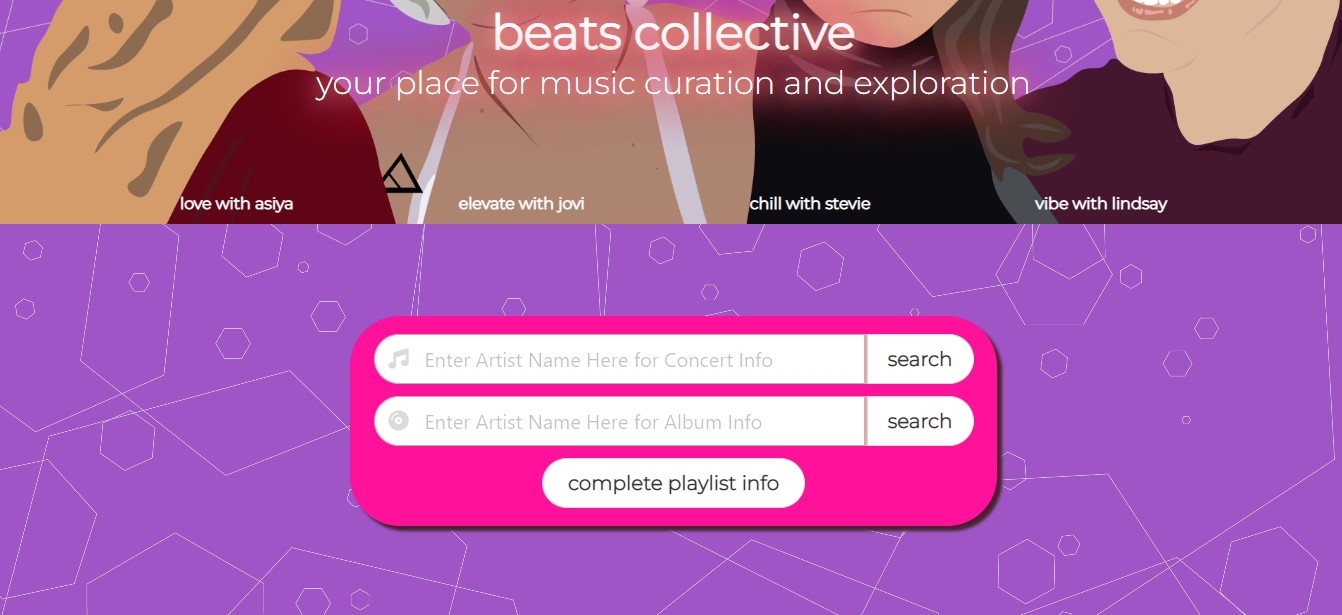 beats collective
your place for music curation and exploration
love with asiya
elevate with jovi
chill with stevie
vibe with lindsay
Enter Artist Name Here for Concert Info
search
Enter Artist Name Here for Album Info
search
complete playlist info